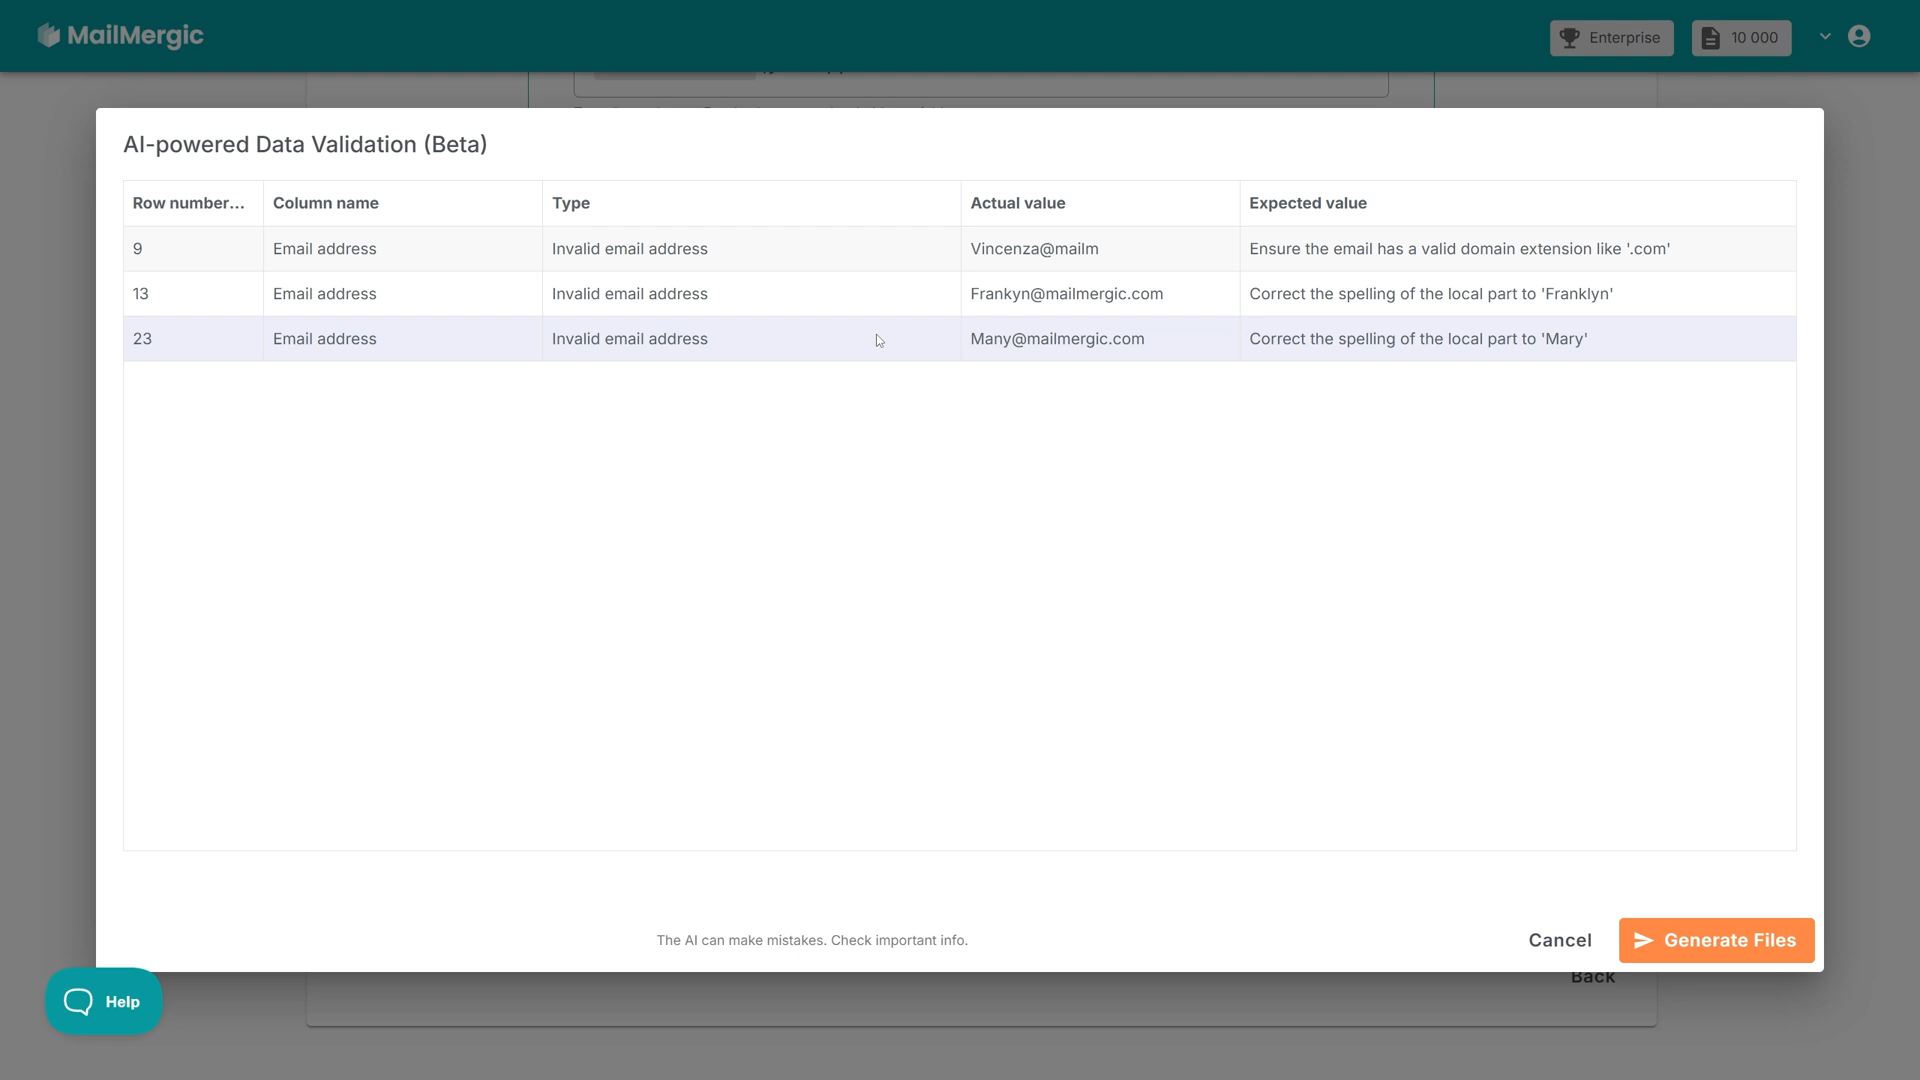 MailMergic
Enterprise
10 000
AI-powered Data Validation (Beta)
Row number... Column name Type Actual value Expected value
9 Email address Invalid email address Vincenza@mailm Ensure the email has a valid domain extension like '.com'
13 Email address Invalid email address Frankyn@mailmergic.com Correct the spelling of the local part to 'Franklyn'
23 Email address Invalid email address Many@mailmergic.com Correct the spelling of the local part to 'Mary'
The AI can make mistakes. Check important info.
Cancel
Generate Files
Back
Help